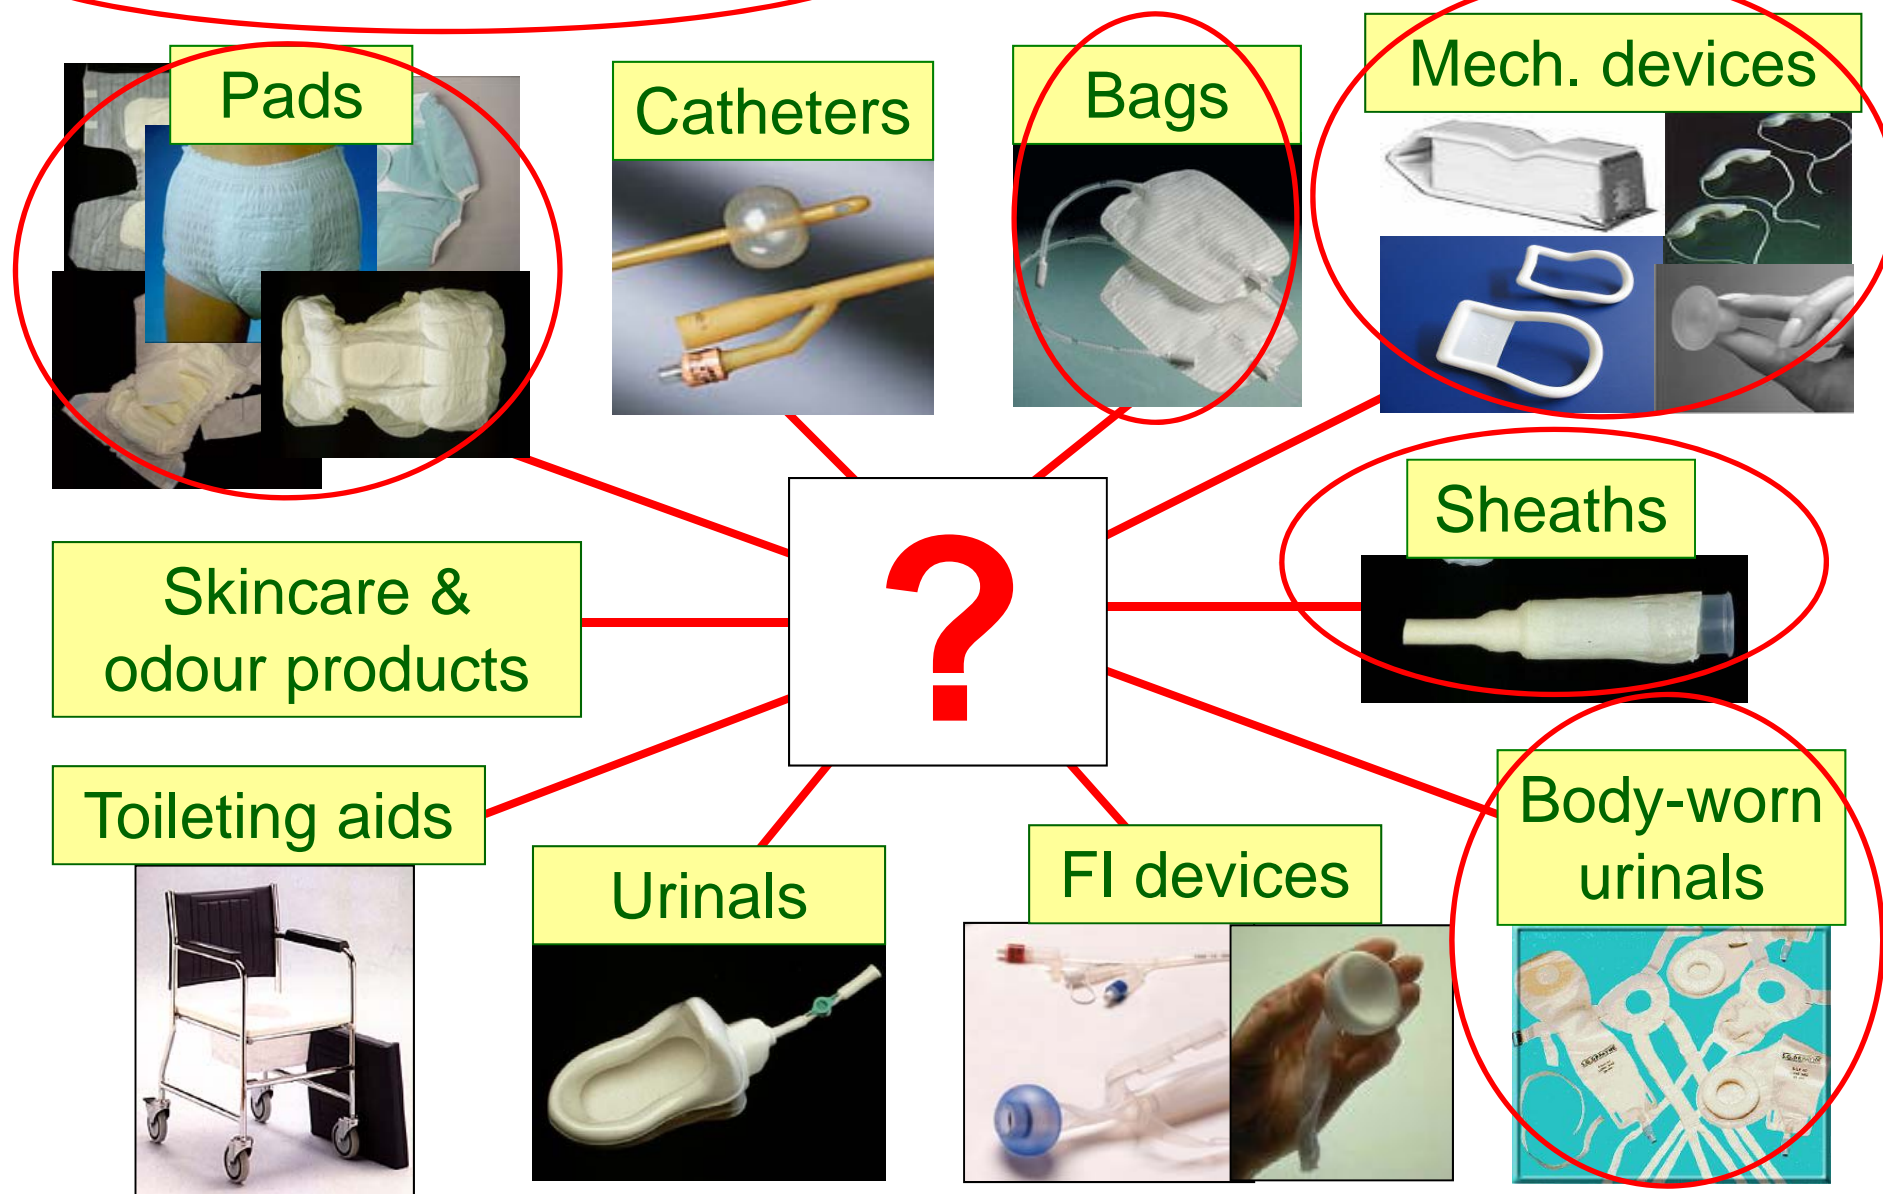 Pads
Catheters
Bags
Mech. devices
Sheaths
Skincare &
odour products
?
Toileting aids
Urinals
FI devices
Body-worn
urinals